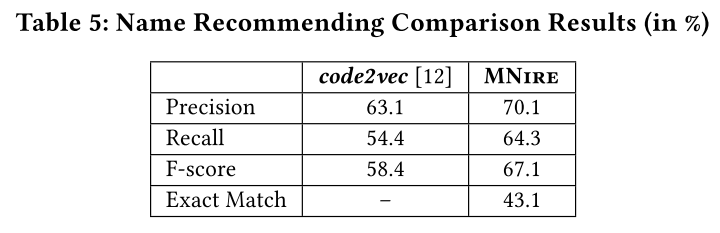 Table 5: Name Recommending Comparison Results (in %)
code2vec [12] MNIRE
Precision 63.1 70.1
Recall 54.4 64.3
F-score 58.4 67.1
Exact Match – 43.1